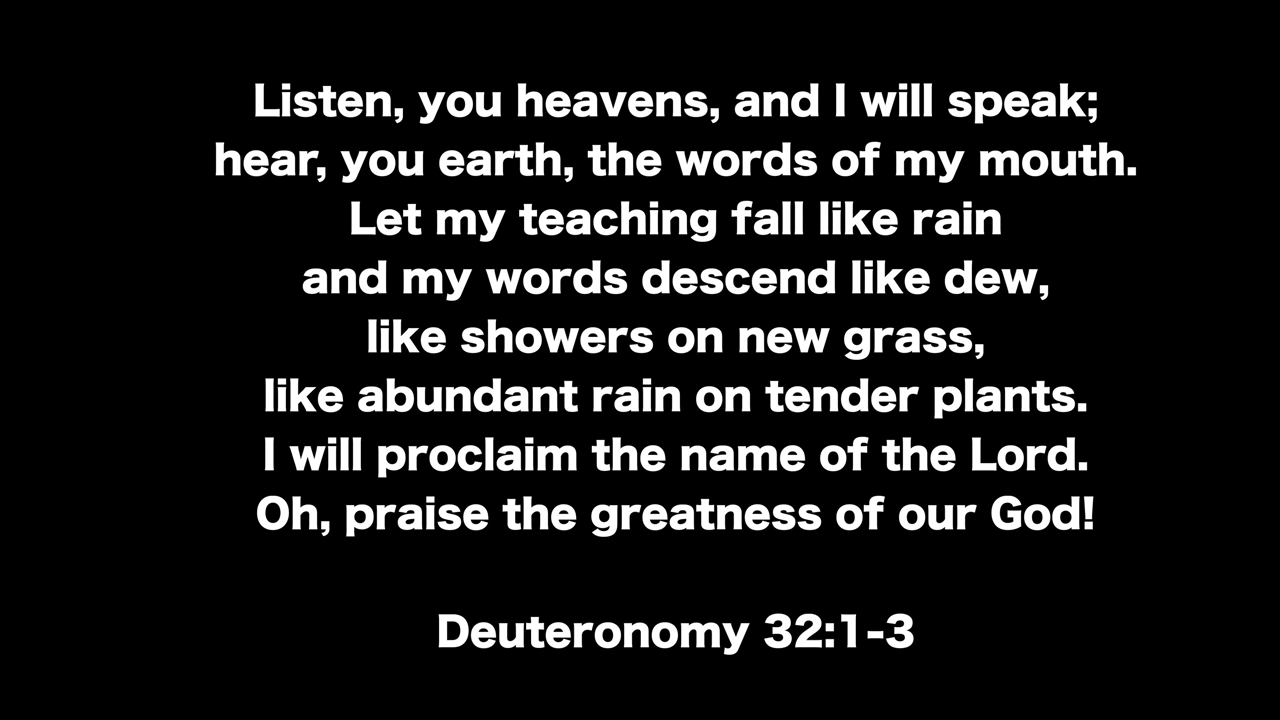 Listen, you heavens, and I will speak;
hear, you earth, the words of my mouth.
Let my teaching fall like rain
and my words descend like dew,
like showers on new grass,
like abundant rain on tender plants.
I will proclaim the name of the Lord.
Oh, praise the greatness of our God!
Deuteronomy 32:1-3